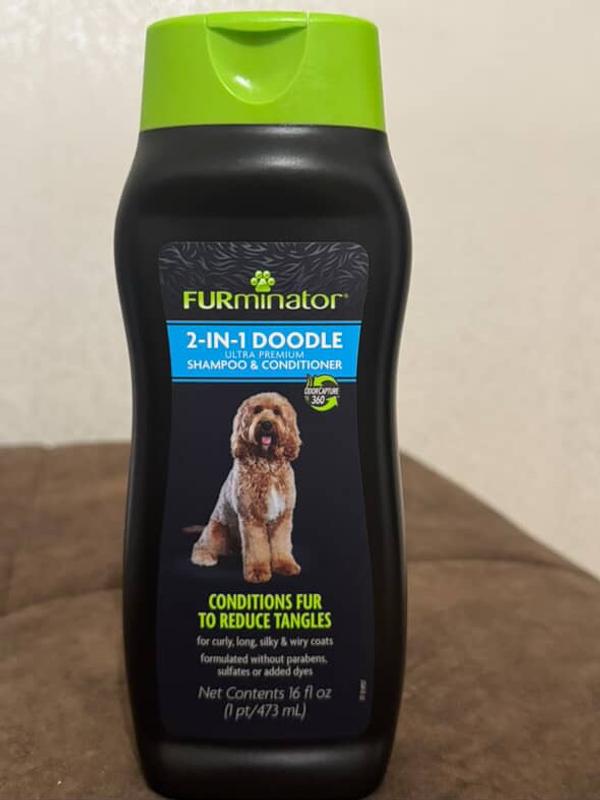 FURminator®
2-IN-1 DOODLE
ULTRA PREMIUM
SHAMPOO & CONDITIONER
ODORCAPTURE
360
CONDITIONS FUR
TO REDUCE TANGLES
for curly, long, silky & wiry coats
formulated without parabens,
sulfates or added dyes
Net Contents 16 fl oz
(1 pt/473 mL)